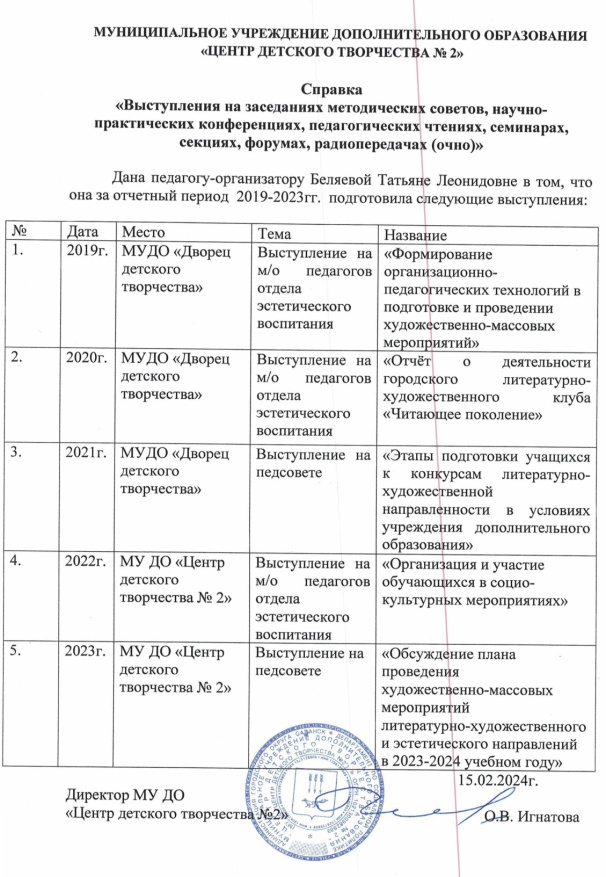 МУНИЦИПАЛЬНОЕ УЧРЕЖДЕНИЕ ДОПОЛНИТЕЛЬНОГО ОБРАЗОВАНИЯ
«ЦЕНТР ДЕТСКОГО ТВОРЧЕСТВА № 2»
Справка
«Выступления на заседаниях методических советов, научно-
практических конференциях, педагогических чтениях, семинарах,
секциях, форумах, радиопередачах (очно)»
Дана педагогу-организатору Беляевой Татьяне Леонидовне в том, что
она за отчетный период 2019-2023гг. подготовила следующие выступления:
№ Дата Место Тема Название
1. 2019г. МУДО «Дворец Выступление на «Формирование
детского м/о педагогов организационно-
творчества» отдела педагогических технологий в
эстетического подготовке и проведении
воспитания художественно-массовых
мероприятий»
2. 2020г. МУДО «Дворец Выступление на «Отчёт о деятельности
детского м/о педагогов городского литературно-
творчества» отдела художественного клуба
эстетического «Читающее поколение»
воспитания
3. 2021г. МУДО «Дворец Выступление на «Этапы подготовки учащихся
детского педсовете к конкурсам литературно-
творчества» художественной
направленности в условиях
учреждения дополнительного
образования»
4. 2022г. МУ ДО «Центр Выступление на «Организация и участие
детского м/о педагогов обучающихся в социо-
творчества № 2» отдела культурных мероприятиях»
эстетического
воспитания
5. 2023г. МУ ДО «Центр Выступление на «Обсуждение плана
детского педсовете проведения
творчества № 2» художественно-массовых
мероприятий
литературно-художественного
и эстетического направлений
в 2023-2024 учебном году»
15.02.2024г.
Директор МУ ДО
«Центр детского творчества №2» О.В. Игнатова